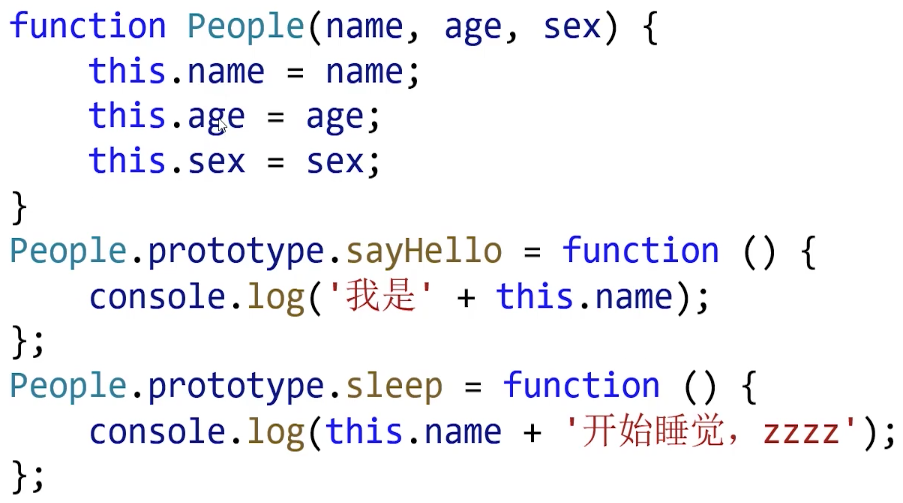 function People(name, age, sex) {
    this.name = name;
    this.age = age;
    this.sex = sex;
}
People.prototype.sayHello = function () {
    console.log('我是' + this.name);
};
People.prototype.sleep = function () {
    console.log(this.name + '开始睡觉，zzzz');
};